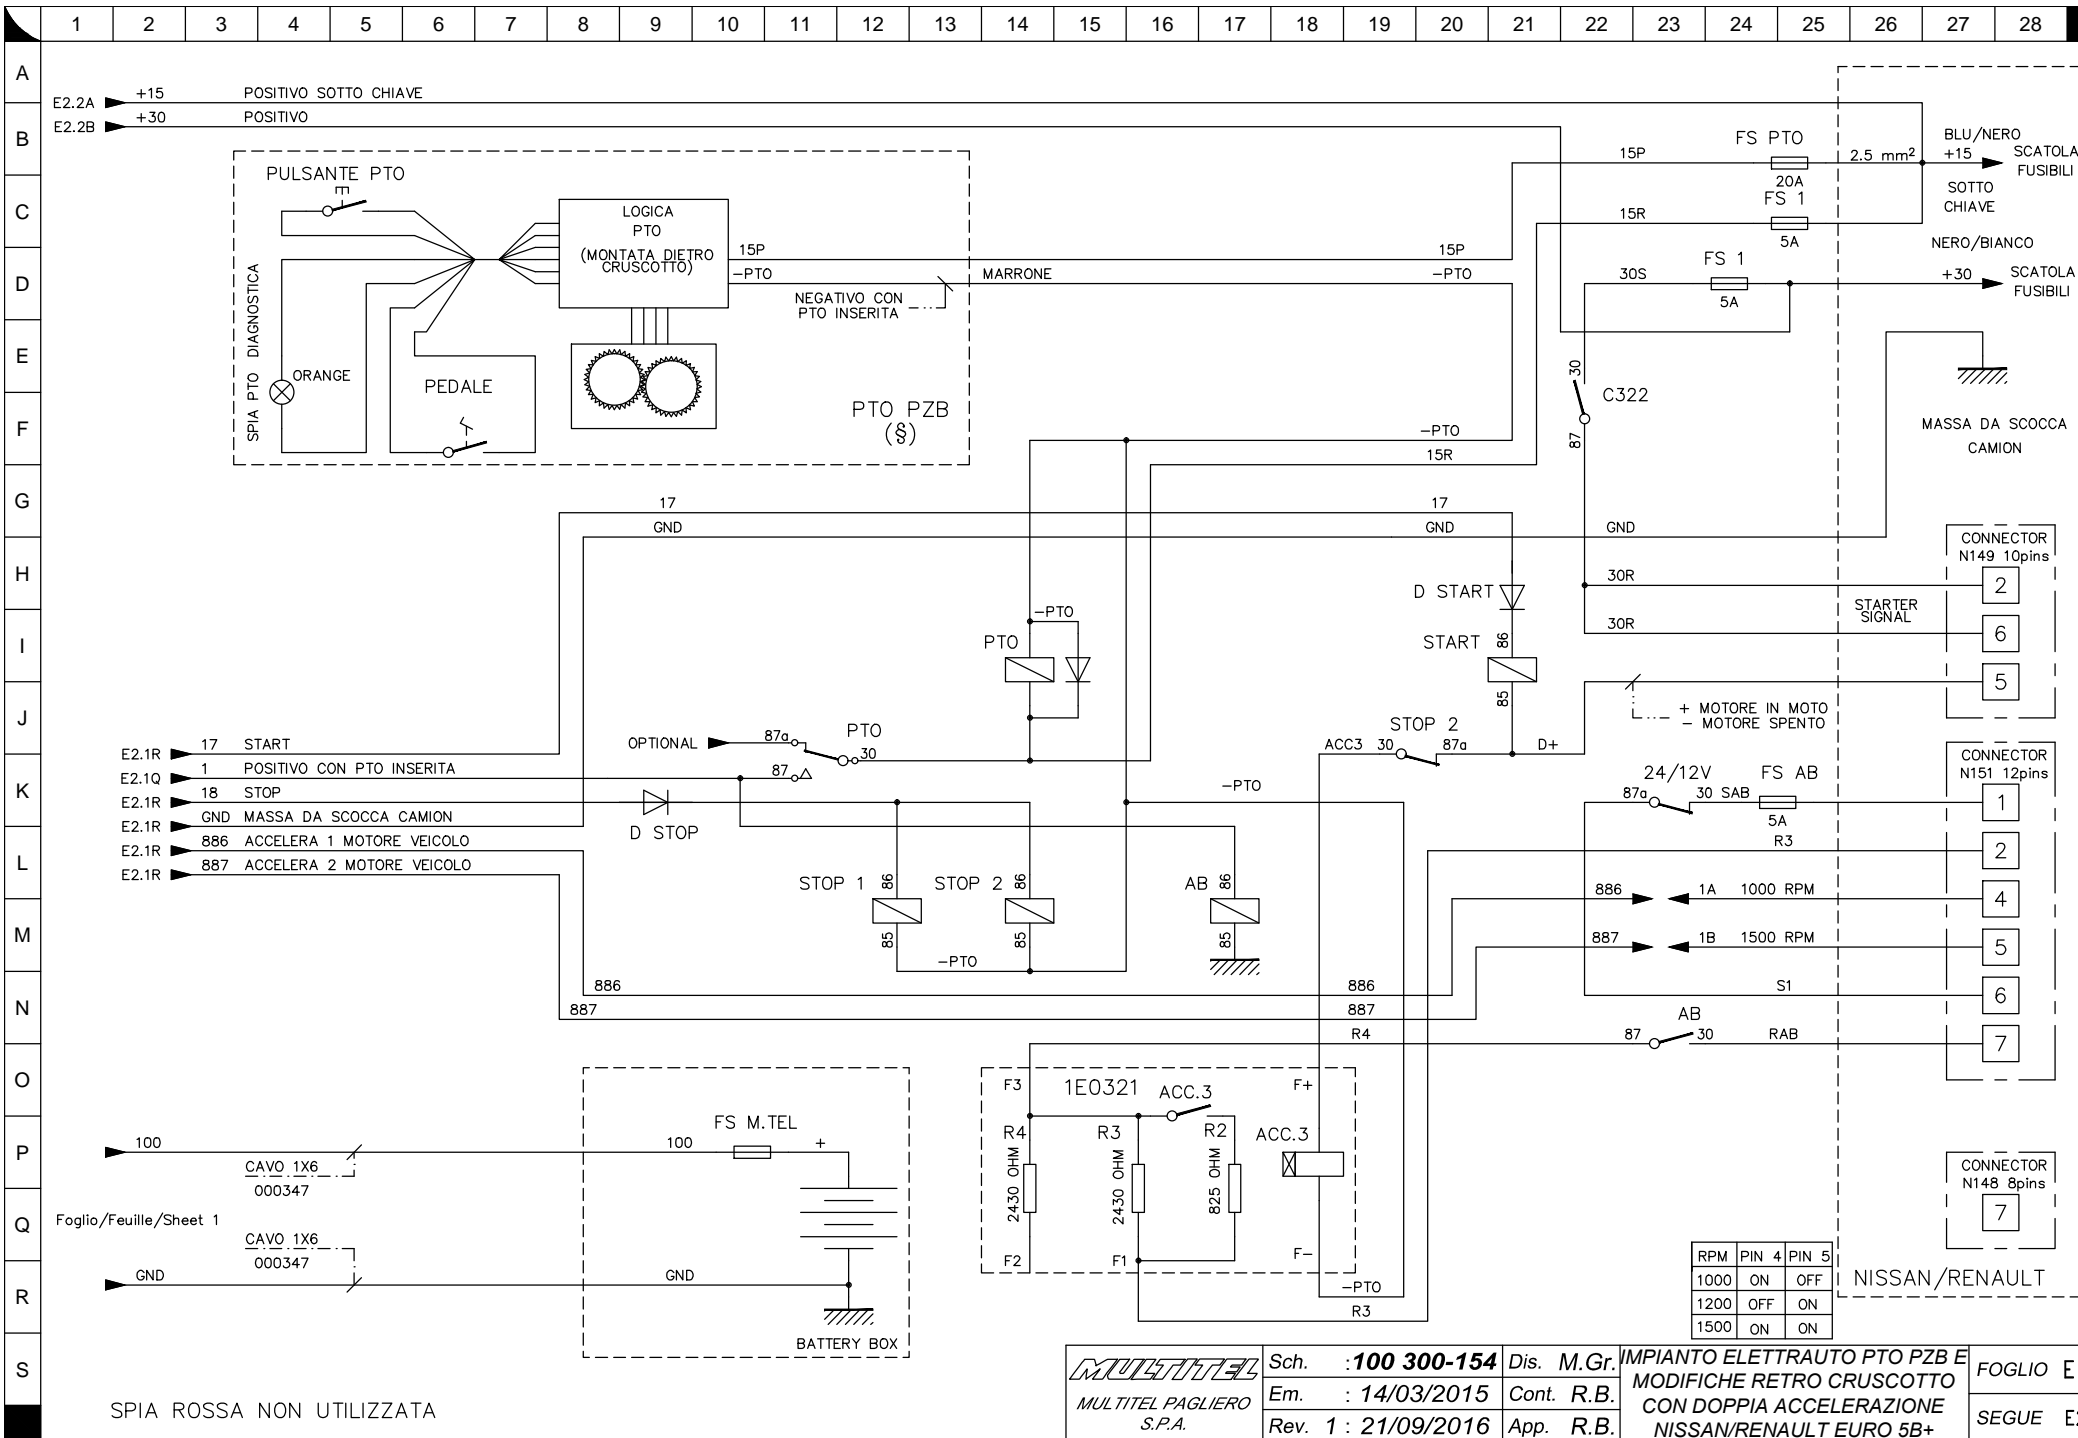 1 2 3 4 5 6 7 8 9 10 11 12 13 14 15 16 17 18 19 20 21 22 23 24 25 26 27 28
A
B
C
D
E
F
G
H
I
J
K
L
M
N
O
P
Q
R
S
E2.2A +15 POSITIVO SOTTO CHIAVE
E2.2B +30 POSITIVO
PULSANTE PTO
LOGICA
PTO
(MONTATA DIETRO
CRUSCOTTO)
SPIA PTO DIAGNOSTICA
ORANGE
PEDALE
PTO PZB
(§)
15P
-PTO
NEGATIVO CON
PTO INSERITA
MARRONE
15P
-PTO
15P
FS PTO
20A
2.5 mm²
BLU/NERO
+15
SCATOLA
FUSIBILI
SOTTO
CHIAVE
15R
FS 1
5A
NERO/BIANCO
30S
FS 1
5A
+30
SCATOLA
FUSIBILI
30
C322
87
MASSA DA SCOCCA
CAMION
-PTO
15R
17
GND
17
GND
GND
CONNECTOR
N149 10pins
30R
2
STARTER
SIGNAL
30R
6
5
D START
START
86
85
-PTO
PTO
+ MOTORE IN MOTO
- MOTORE SPENTO
OPTIONAL
87a
PTO
30
87
STOP 2
ACC3 30
87a
D+
E2.1R 17 START
E2.1Q 1 POSITIVO CON PTO INSERITA
E2.1R 18 STOP
E2.1R GND MASSA DA SCOCCA CAMION
E2.1R 886 ACCELERA 1 MOTORE VEICOLO
E2.1R 887 ACCELERA 2 MOTORE VEICOLO
D STOP
-PTO
24/12V
87a
30 SAB
FS AB
5A
CONNECTOR
N151 12pins
1
R3
2
STOP 1
86
85
STOP 2
86
85
AB
86
85
886
1A 1000 RPM
4
887
1B 1500 RPM
5
-PTO
886
887
886
887
S1
6
R4
AB
87
30
RAB
7
F3
1E0321
ACC.3
F+
R4
2430 OHM
R3
2430 OHM
R2
825 OHM
ACC.3
F2
F1
F-
-PTO
R3
100
CAVO 1X6
000347
100
FS M.TEL
+
Foglio/Feuille/Sheet 1
CAVO 1X6
000347
GND
GND
BATTERY BOX
CONNECTOR
N148 8pins
7
RPM PIN 4 PIN 5
1000 ON OFF
1200 OFF ON
1500 ON ON
NISSAN/RENAULT
SPIA ROSSA NON UTILIZZATA
MULTITEL
MULTITEL PAGLIERO
S.P.A.
Sch. :100 300-154 Dis. M.Gr.
Em. : 14/03/2015 Cont. R.B.
Rev. 1 : 21/09/2016 App. R.B.
IMPIANTO ELETTRAUTO PTO PZB E
MODIFICHE RETRO CRUSCOTTO
CON DOPPIA ACCELERAZIONE
NISSAN/RENAULT EURO 5B+
FOGLIO E
SEGUE